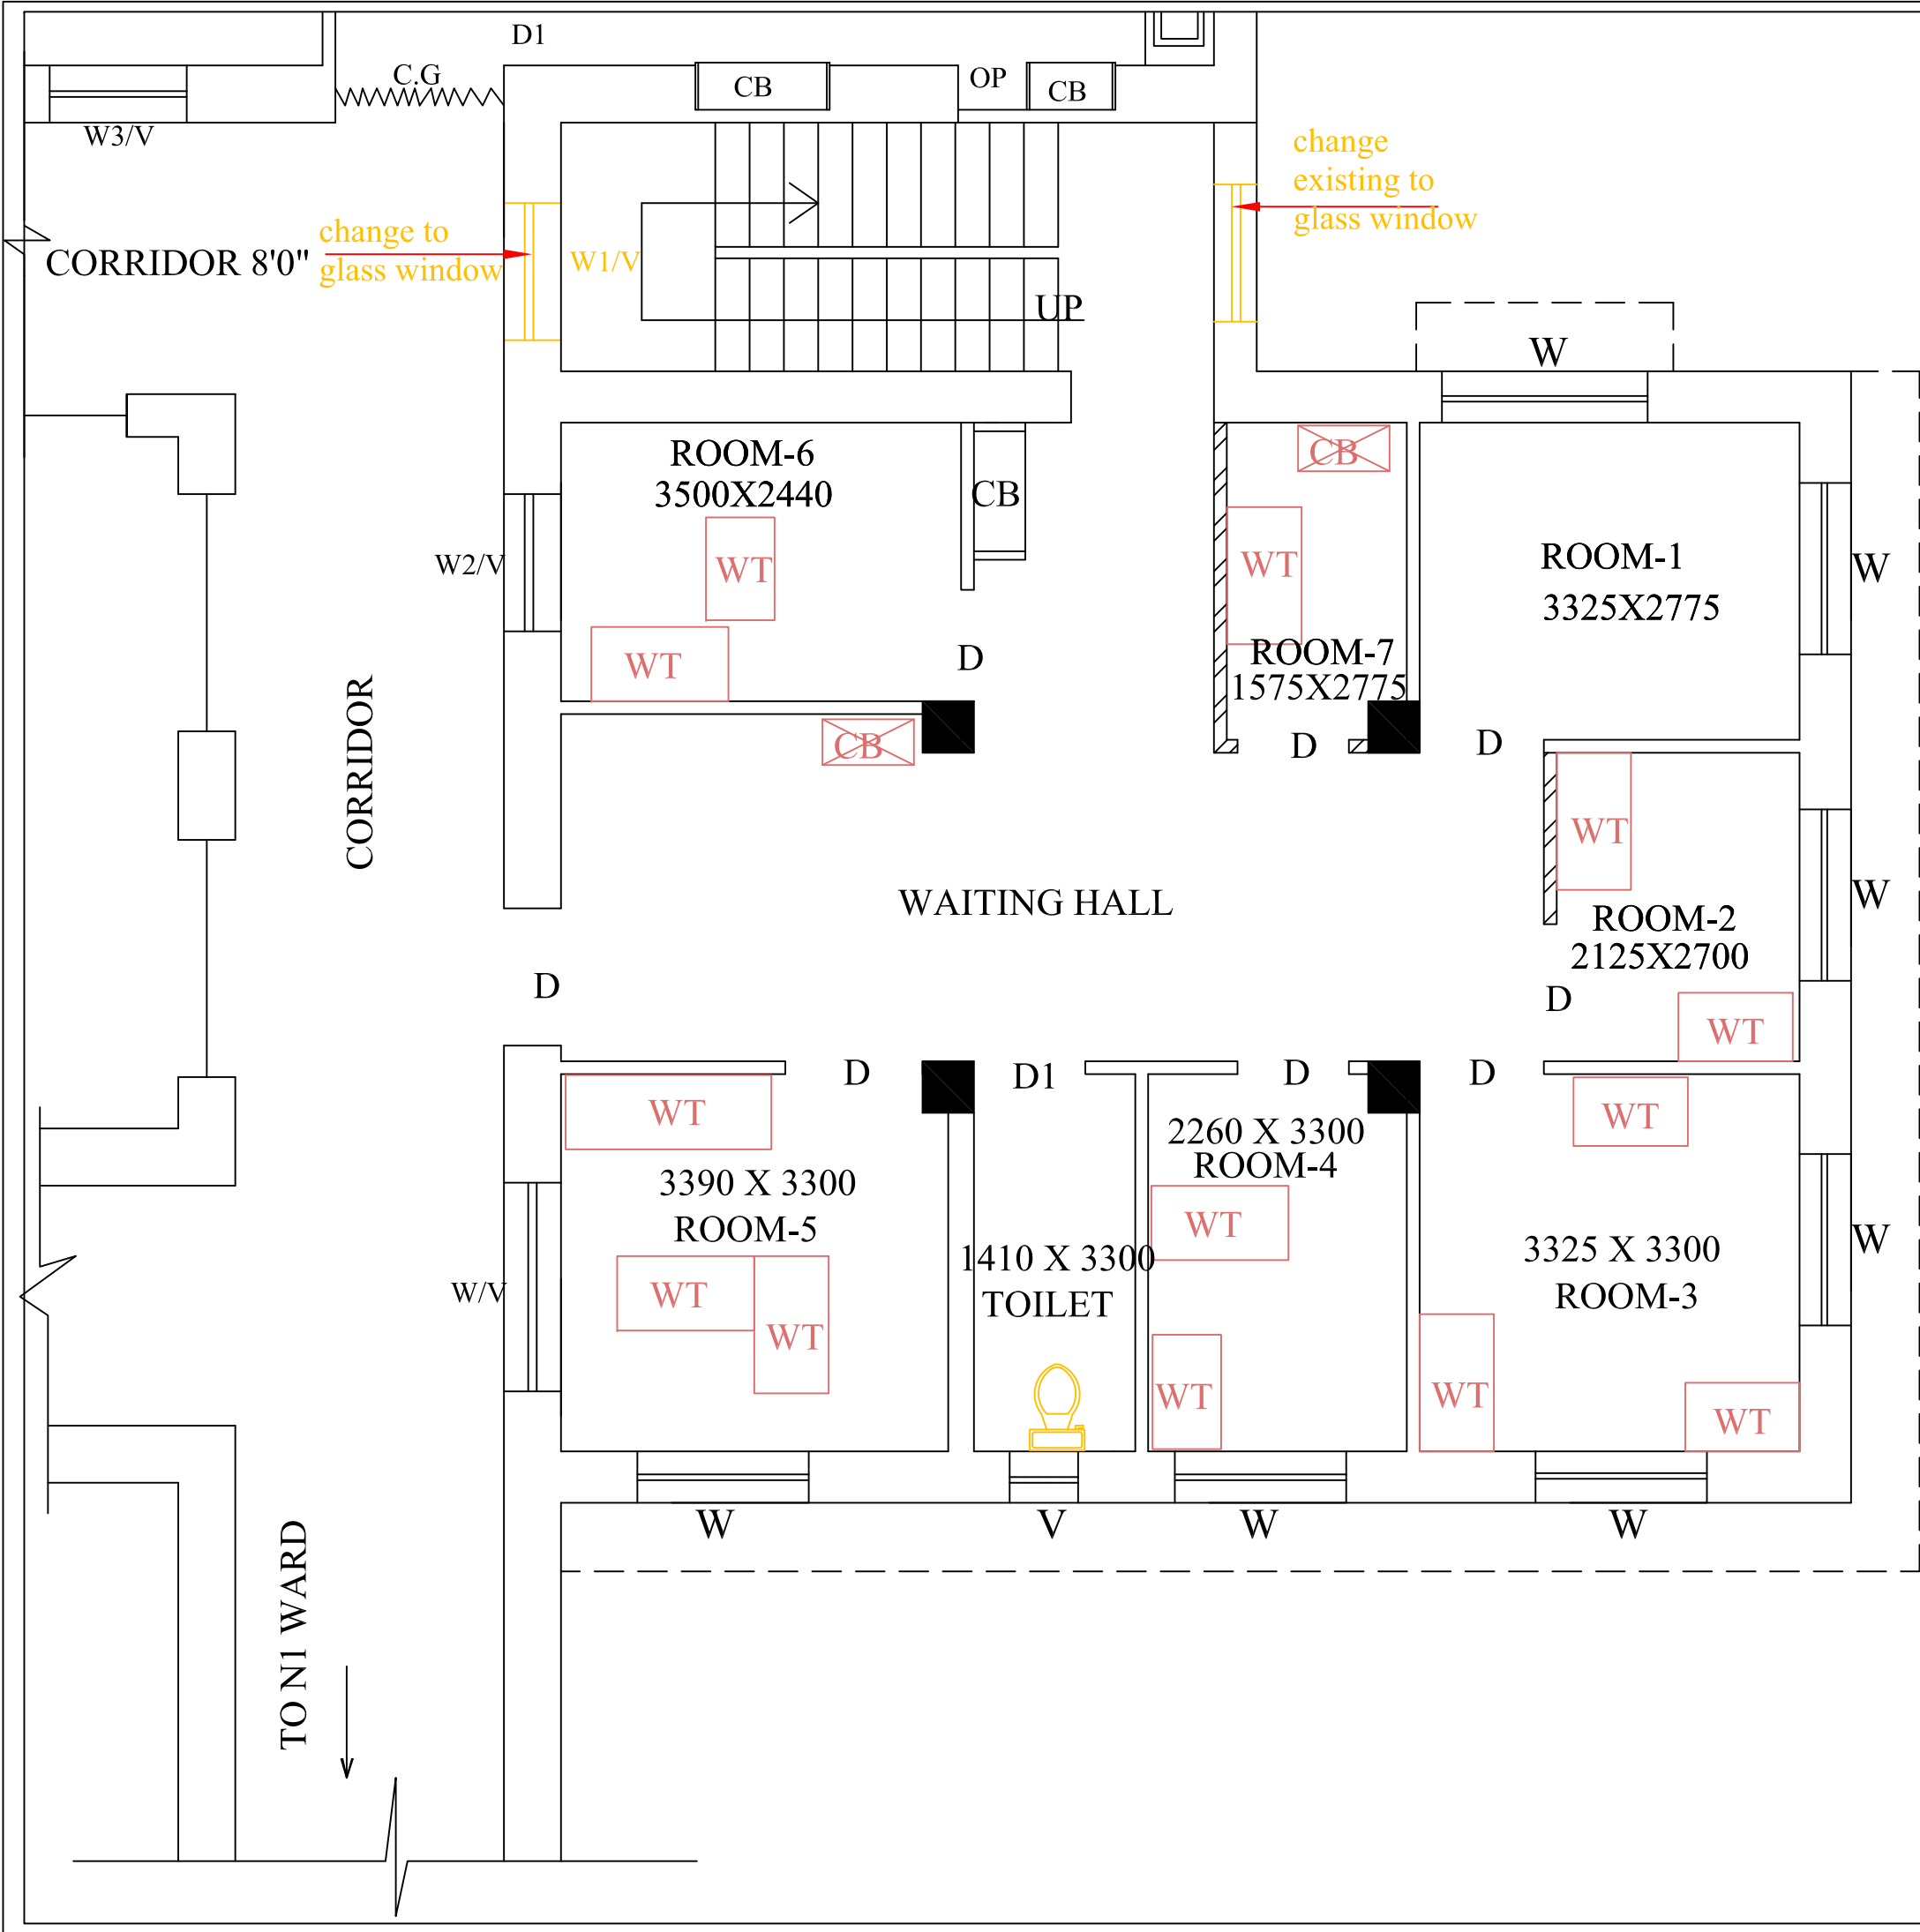 D1
C.G
CB
OP
CB
W3/V
change
existing to
glass window
change to
glass window
CORRIDOR 8'0"
W1/V
UP
W
ROOM-6
3500X2440
CB
CB
WT
W2/V
WT
WT
ROOM-1
3325X2775
W
ROOM-7
1575X2775
D
WT
CORRIDOR
CB
D
D
WT
WAITING HALL
W
ROOM-2
2125X2700
D
D
WT
D
D1
D
D
WT
WT
2260 X 3300
ROOM-4
3390 X 3300
ROOM-5
WT
1410 X 3300
TOILET
3325 X 3300
ROOM-3
W
W/V
WT
WT
WT
WT
WT
W
V
W
W
TO N1 WARD